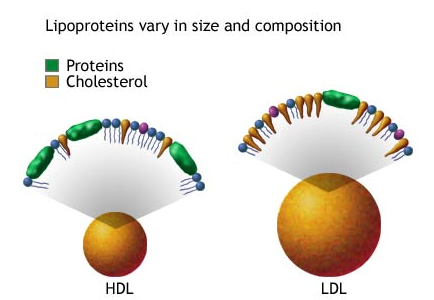 Lipoproteins vary in size and composition
Proteins
Cholesterol
HDL
LDL